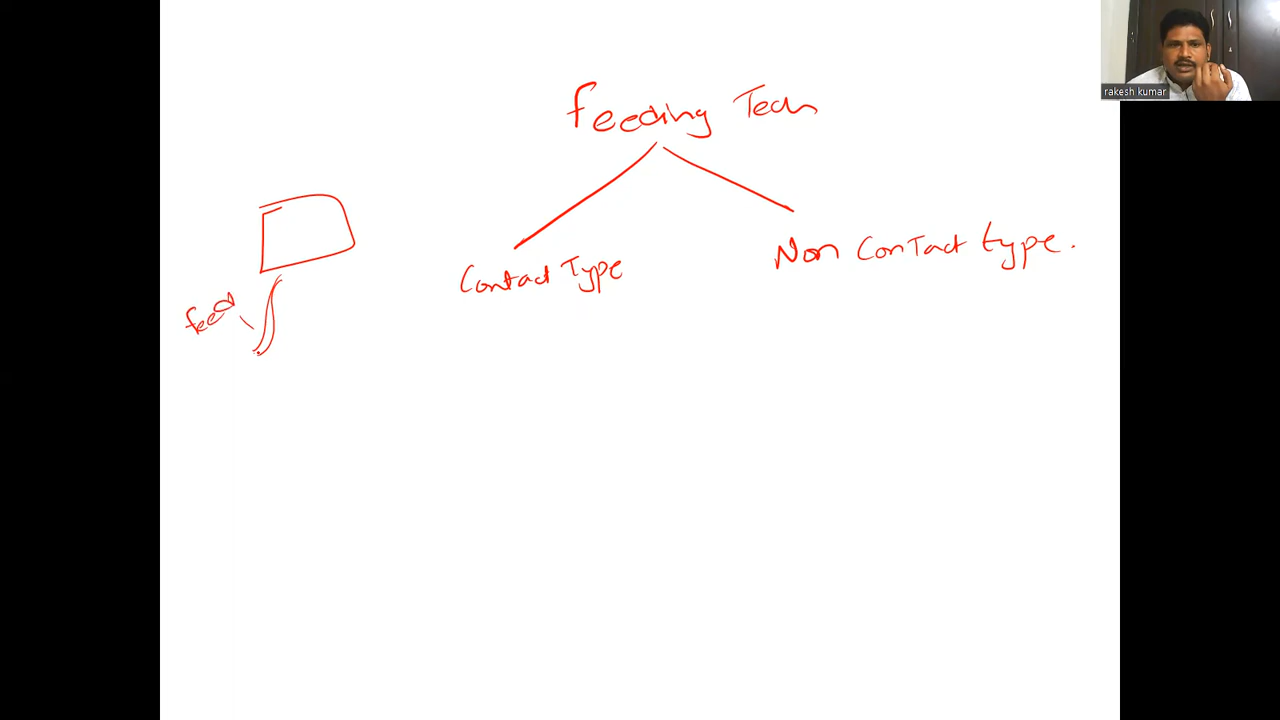 rakesh kumar
Feeding Tech
Contact Type
Non Contact type.
feed